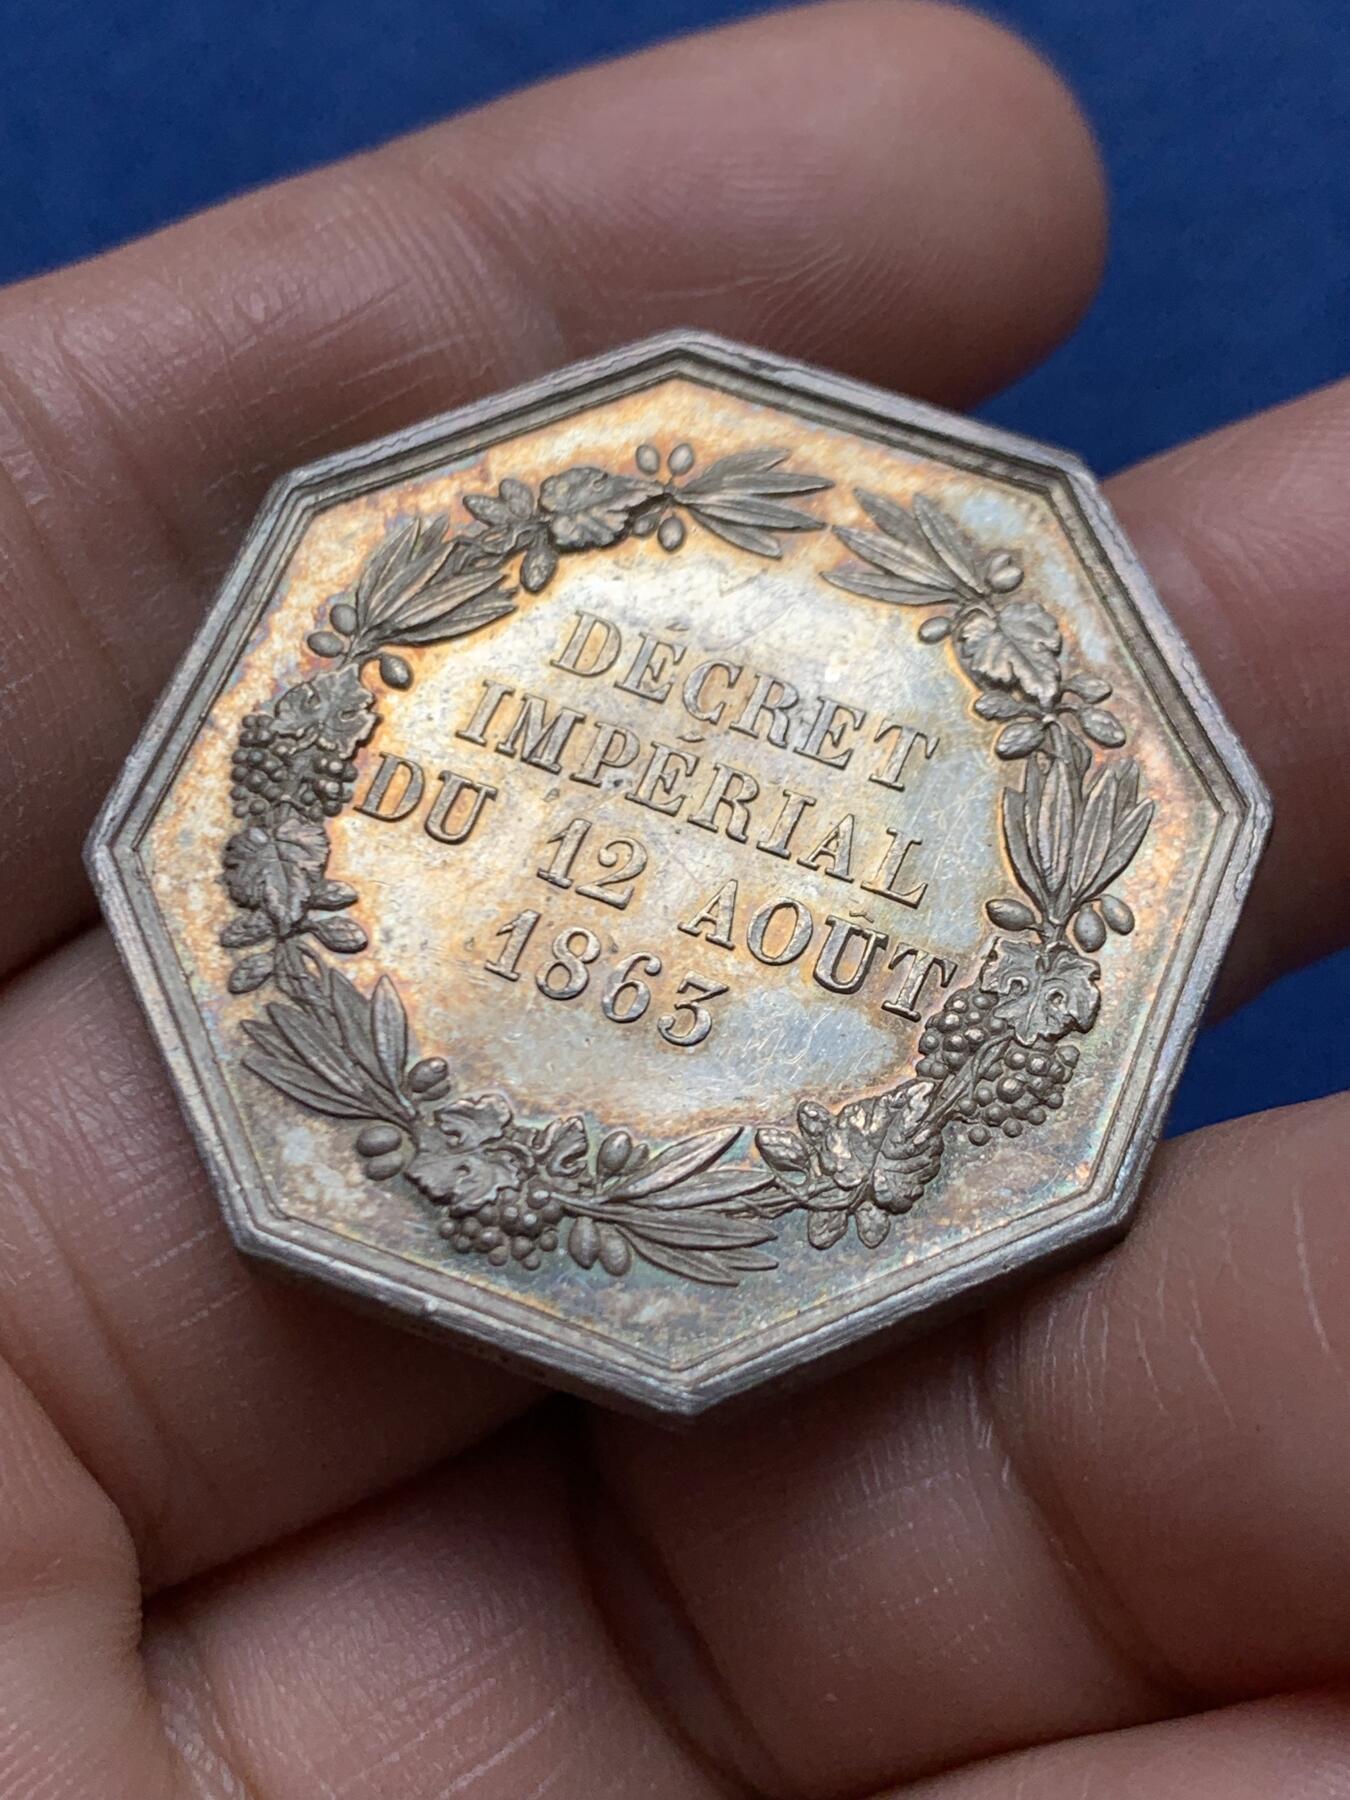 DÉCRET
IMPÉRIAL
DU 12 AOÛT
1863